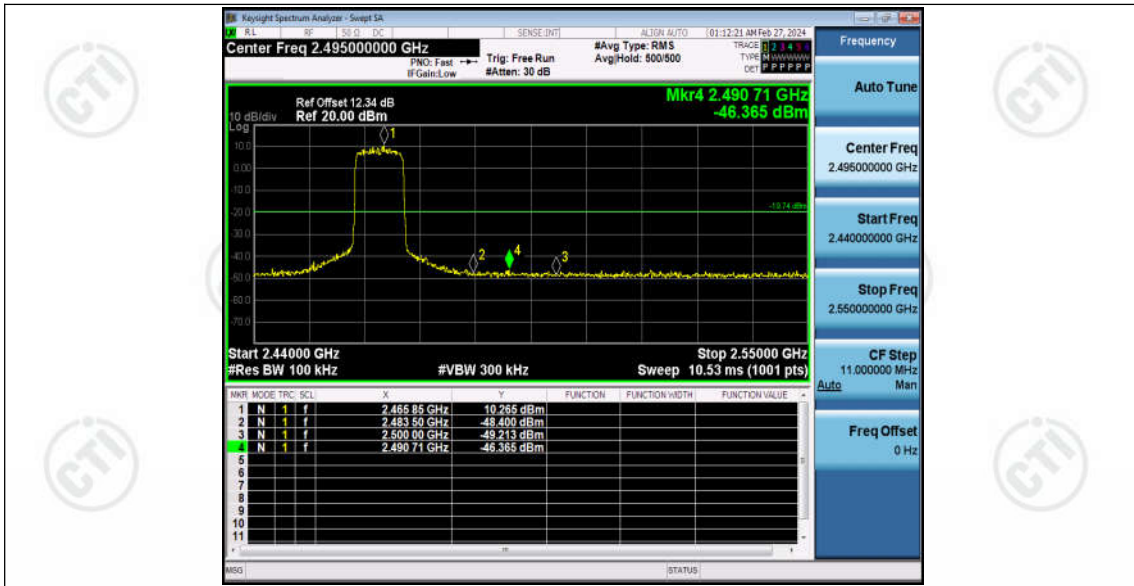 Keysight Spectrum Analyzer - Swept SA
RL RF 50 Ω DC SENSE:INT ALIGN AUTO 01:12:21 AM Feb 27, 2024
Center Freq 2.495000000 GHz
PNO: Fast
IFGain:Low
Trig: Free Run
#Atten: 30 dB
#Avg Type: RMS
Avg|Hold: 500/500
TRACE 1 2 3 4 5 6
TYPE M WWWWW
DET P P P P P P
Mkr4 2.490 71 GHz
-46.365 dBm
Ref Offset 12.34 dB
10 dB/div Ref 20.00 dBm
Log
10.0
0.00
-10.0
-20.0
-30.0
-40.0
-50.0
-60.0
-70.0
1
2
4
3
Start 2.44000 GHz Stop 2.55000 GHz
#Res BW 100 kHz #VBW 300 kHz Sweep 10.53 ms (1001 pts)
MKR MODE TRC SCL X Y FUNCTION FUNCTION WIDTH FUNCTION VALUE
1 N 1 f 2.465 85 GHz 10.265 dBm
2 N 1 f 2.483 50 GHz -48.400 dBm
3 N 1 f 2.500 00 GHz -49.213 dBm
4 N 1 f 2.490 71 GHz -46.365 dBm
5
6
7
8
9
10
11
MSG STATUS
Frequency
Auto Tune
Center Freq
2.495000000 GHz
Start Freq
2.440000000 GHz
Stop Freq
2.550000000 GHz
CF Step
11.000000 MHz
Auto Man
Freq Offset
0 Hz
CTI
CTI
CTI
CTI